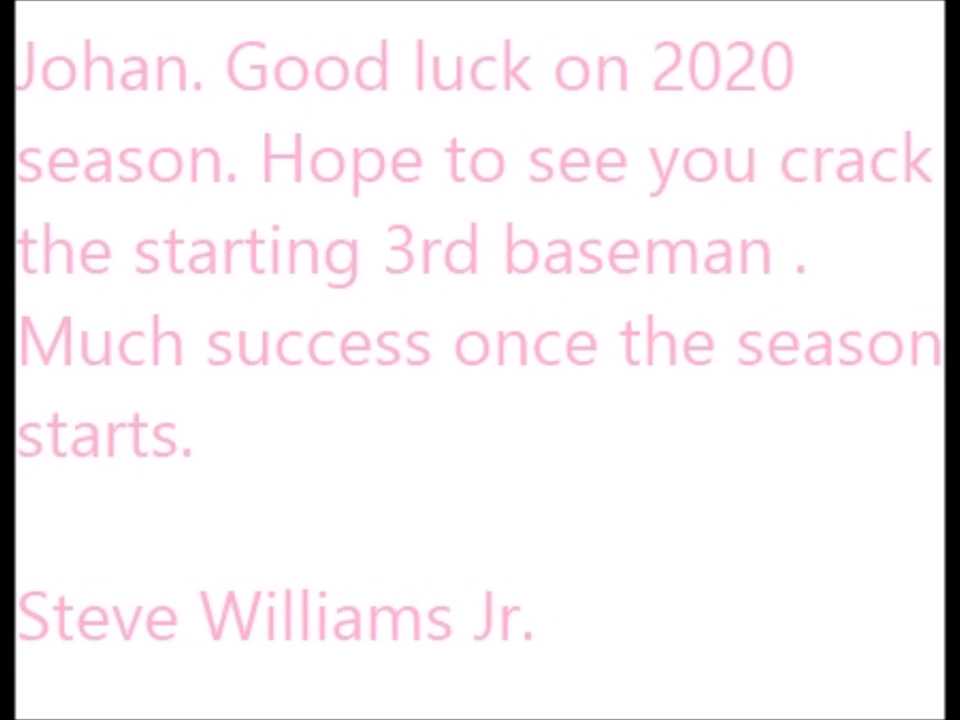 Johan. Good luck on 2020
season. Hope to see you crack
the starting 3rd baseman .
Much success once the season
starts.
Steve Williams Jr.